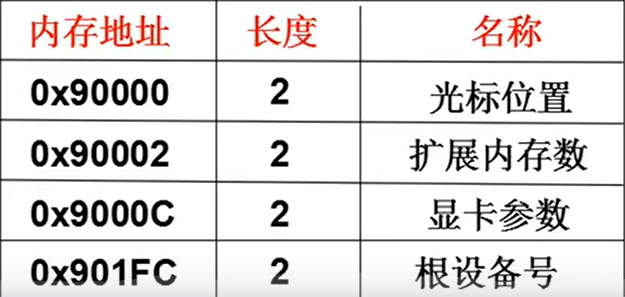 内存地址 长度 名称
0x90000 2 光标位置
0x90002 2 扩展内存数
0x9000C 2 显卡参数
0x901FC 2 根设备号